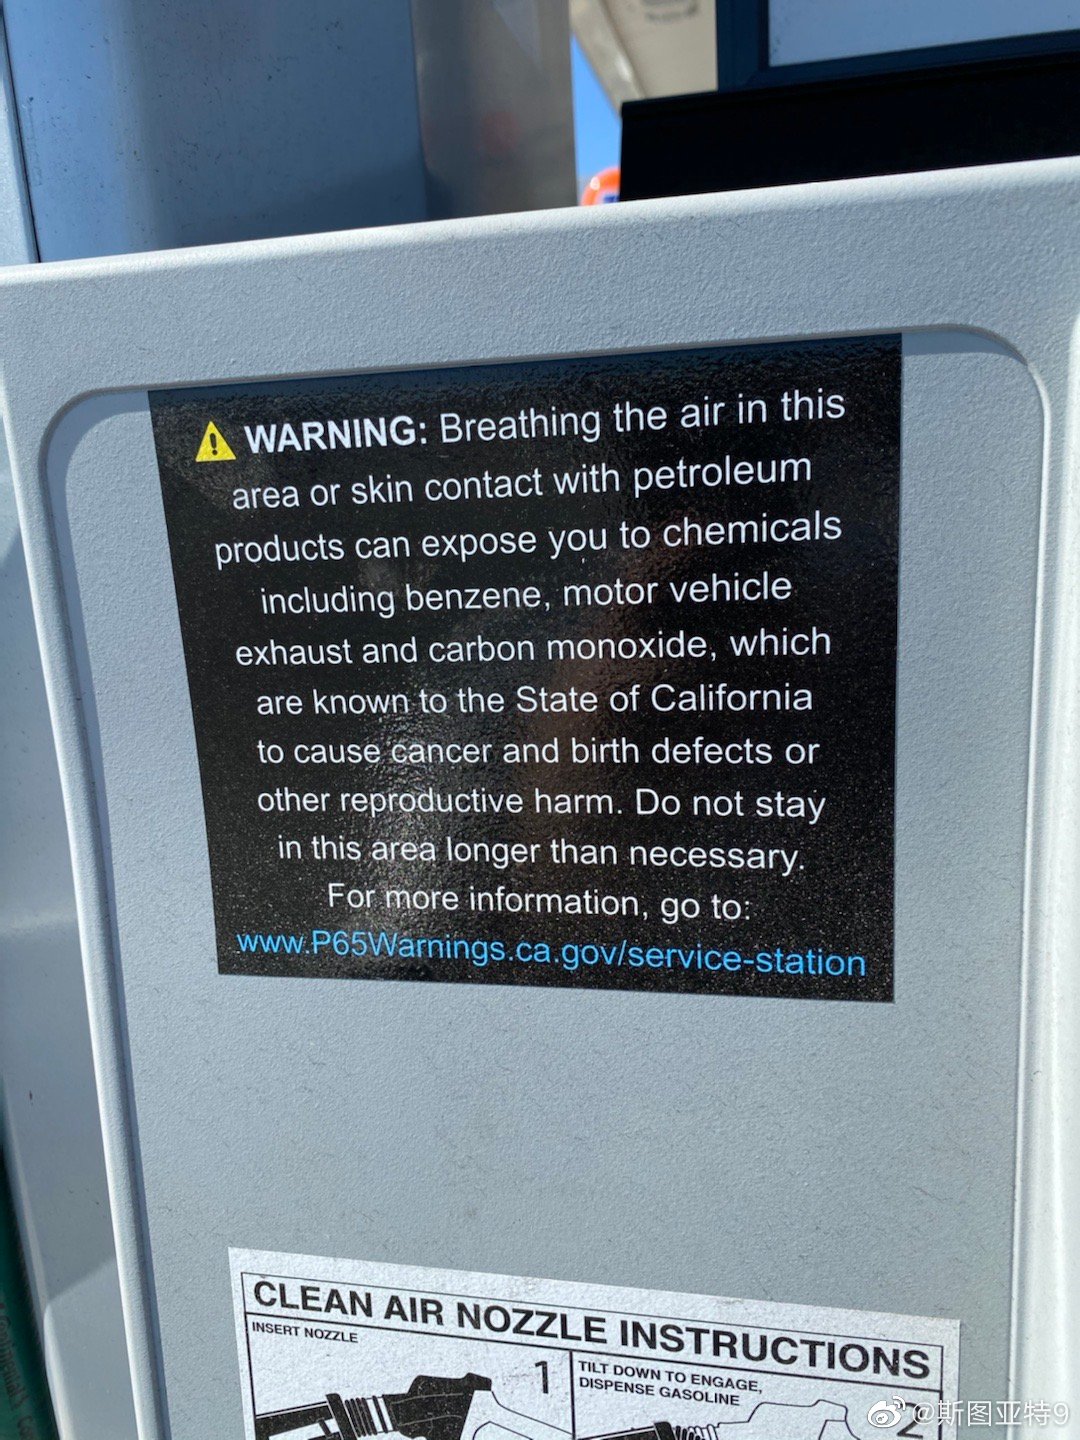 WARNING: Breathing the air in this
area or skin contact with petroleum
products can expose you to chemicals
including benzene, motor vehicle
exhaust and carbon monoxide, which
are known to the State of California
to cause cancer and birth defects or
other reproductive harm. Do not stay
in this area longer than necessary.
For more information, go to:
www.P65Warnings.ca.gov/service-station
CLEAN AIR NOZZLE INSTRUCTIONS
INSERT NOZZLE
1
TILT DOWN TO ENGAGE,
DISPENSE GASOLINE
2
@斯图亚特9